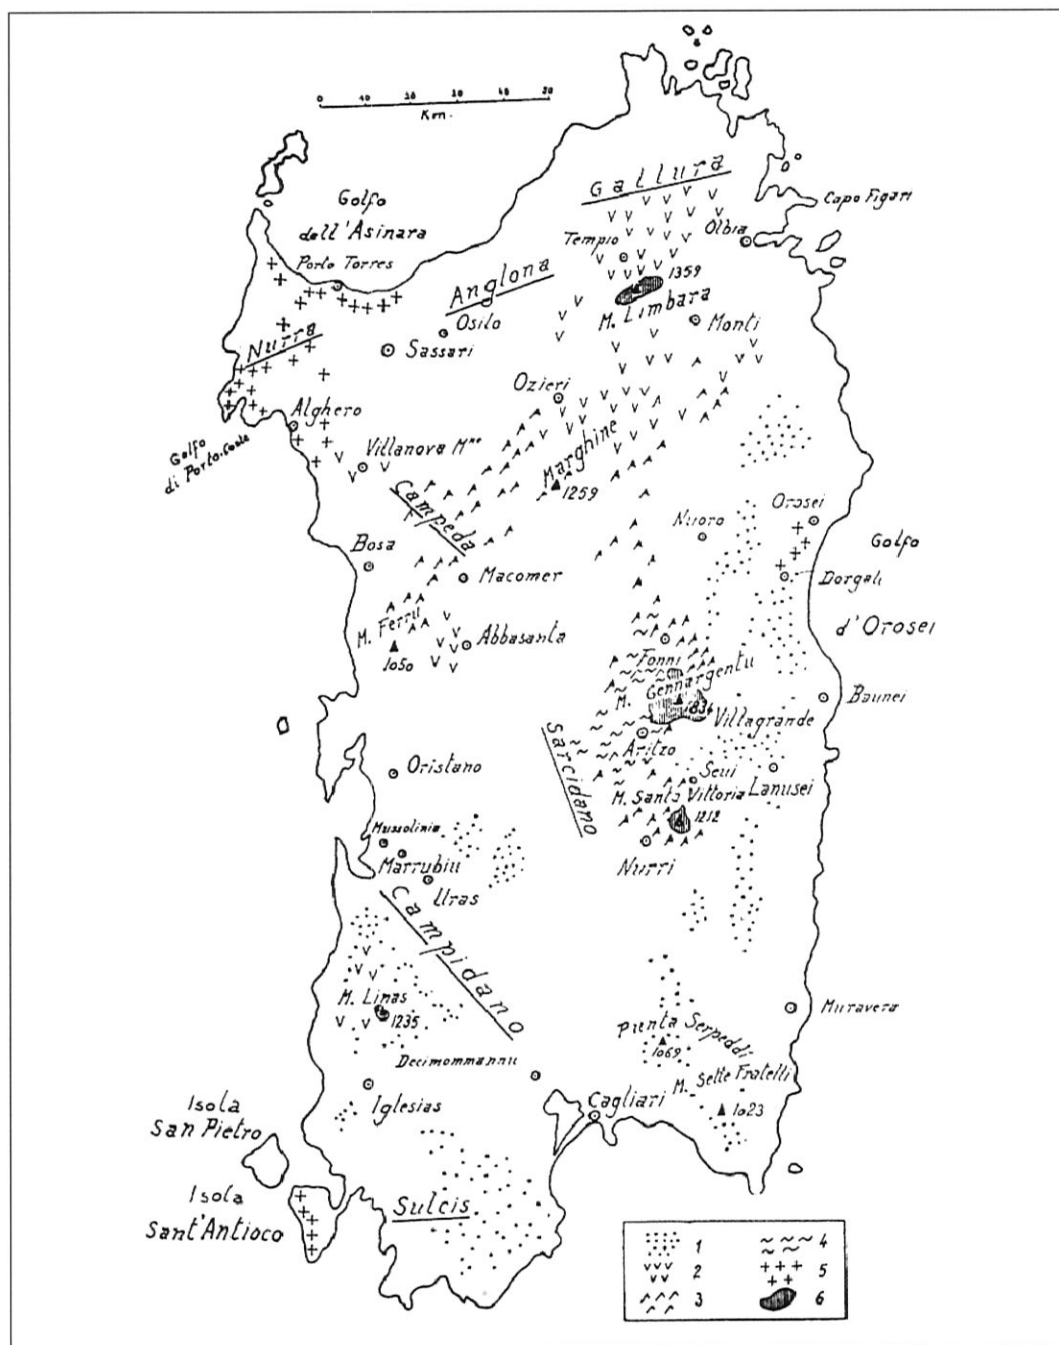 0 10 20 30 50
Km.
Golfo
dell'Asinara
Porto Torres
Gallura
Capo Figari
Tempio
Olbia
1359
M. Limbara
Anglona
Osilo
Monti
Nurra
Sassari
Ozieri
Alghero
Golfo
di Porto-Conte
Villanova Mne
Marghine
1259
Campeda
Orosei
Nuoro
Golfo
Bosa
Macomer
Dorgali
d'Orosei
M. Ferru
1050
Abbasanta
Fonni
M. Gennargentu
1834
Baunei
Villagrande
Aritzo
Sarcidano
Seui
Lanusei
Oristano
M. Santa Vittoria
1212
Nurri
Mussolinia
Marrubiu
Uras
Campidano
M. Linas
1235
Muravera
Punta Serpeddi
1069
Decimommannu
M. Sette Fratelli
1023
Iglesias
Cagliari
Isola
San Pietro
Isola
Sant'Antioco
Sulcis
1 4
2 5
3 6